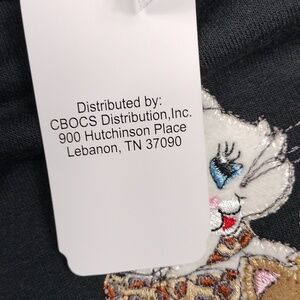 Distributed by:
CBOCS Distribution,Inc.
900 Hutchinson Place
Lebanon, TN 37090